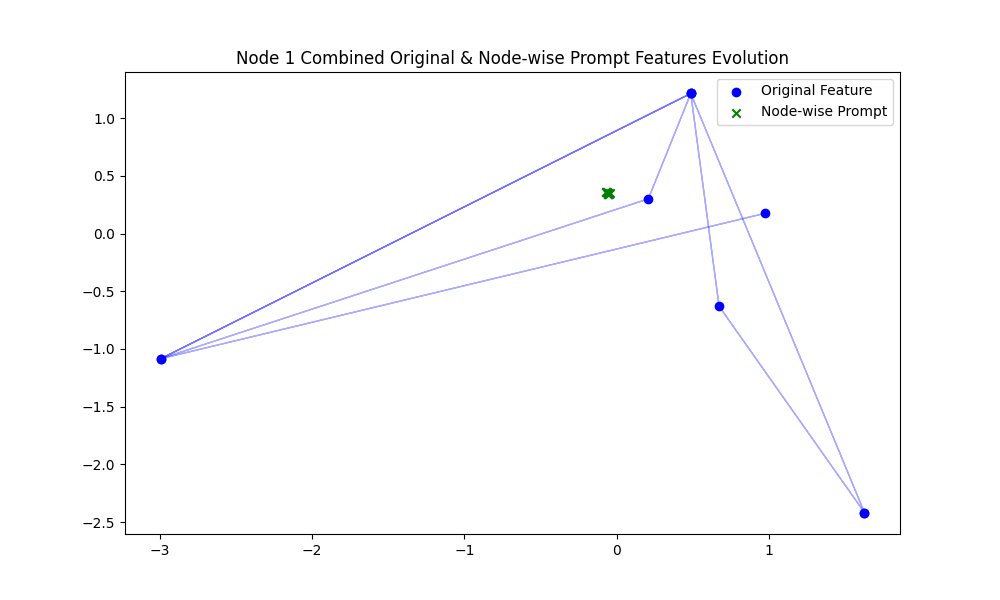 Node 1 Combined Original & Node-wise Prompt Features Evolution
Original Feature
Node-wise Prompt
1.0
0.5
0.0
−0.5
−1.0
−1.5
−2.0
−2.5
−3 −2 −1 0 1